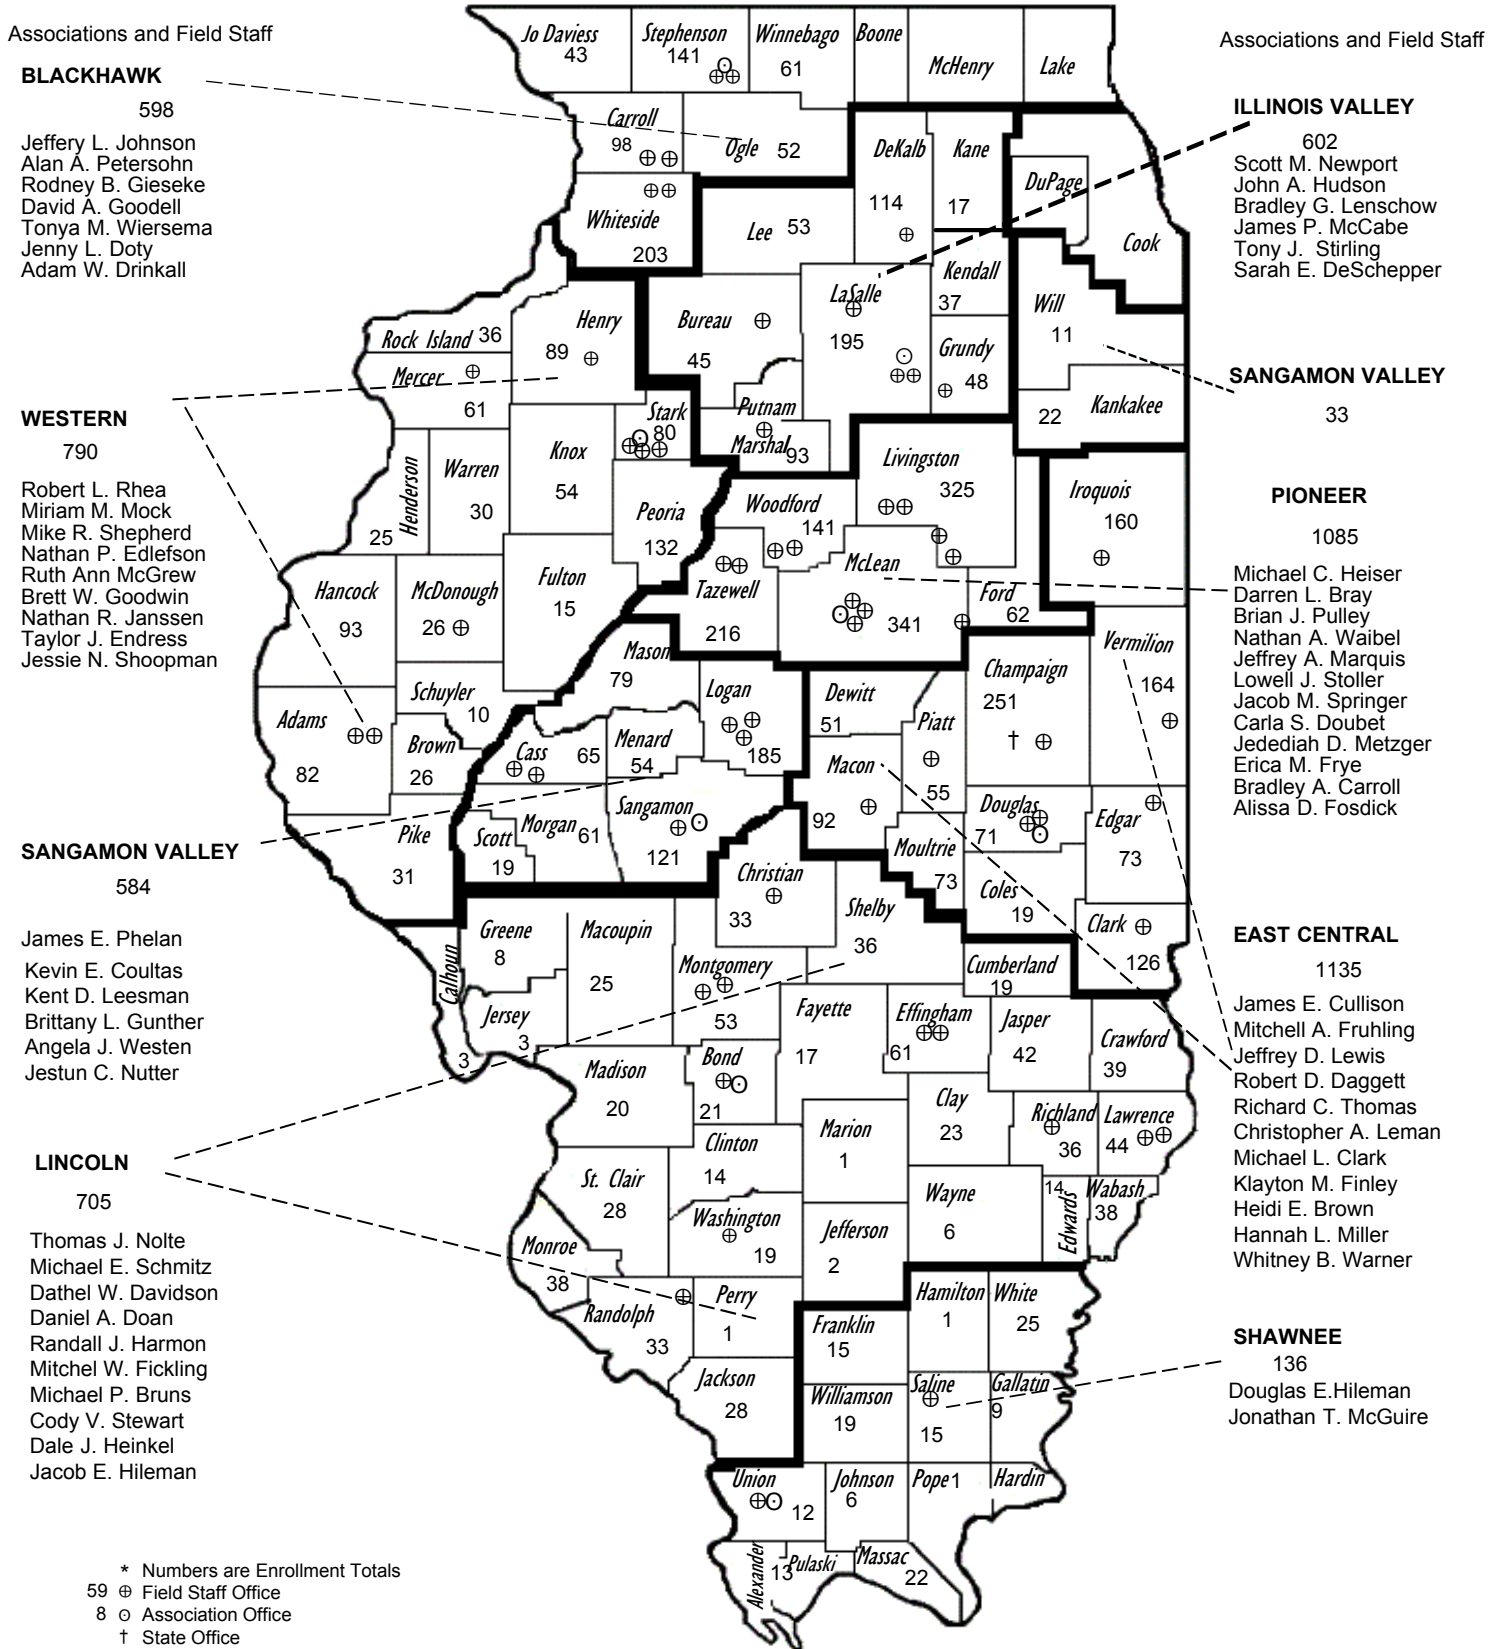 Associations and Field Staff
BLACKHAWK
598
Jeffery L. Johnson
Alan A. Petersohn
Rodney B. Gieseke
David A. Goodell
Tonya M. Wiersema
Jenny L. Doty
Adam W. Drinkall
WESTERN
790
Robert L. Rhea
Miriam M. Mock
Mike R. Shepherd
Nathan P. Edlefson
Ruth Ann McGrew
Brett W. Goodwin
Nathan R. Janssen
Taylor J. Endress
Jessie N. Shoopman
SANGAMON VALLEY
584
James E. Phelan
Kevin E. Coultas
Kent D. Leesman
Brittany L. Gunther
Angela J. Westen
Jestun C. Nutter
LINCOLN
705
Thomas J. Nolte
Michael E. Schmitz
Dathel W. Davidson
Daniel A. Doan
Randall J. Harmon
Mitchel W. Fickling
Michael P. Bruns
Cody V. Stewart
Dale J. Heinkel
Jacob E. Hileman
* Numbers are Enrollment Totals
59 ⊕ Field Staff Office
8 ⊙ Association Office
† State Office
Jo Daviess
43
Stephenson
141
Winnebago
61
Boone
McHenry
Lake
Carroll
98
Ogle 52
Whiteside
203
Lee 53
DeKalb
114
Kane
17
DuPage
Cook
Kendall
37
LaSalle
195
Grundy
48
Will
11
Kankakee
22
Bureau
45
Putnam
Marshal
93
Rock Island 36
Henry
89
Mercer
61
Stark
80
Knox
54
Warren
30
Henderson
25
Peoria
132
Fulton
15
Hancock
93
McDonough
26
Schuyler
10
Adams
82
Brown
26
Pike
31
Woodford
141
Livingston
325
Iroquois
160
Tazewell
216
McLean
341
Ford
62
Mason
79
Logan
185
Cass
65
Menard
54
Sangamon
121
Morgan 61
Scott
19
Dewitt
51
Piatt
55
Macon
92
Champaign
251
†
Vermilion
164
Moultrie
73
Douglas
71
Edgar
73
Coles
19
Clark
126
Christian
33
Shelby
36
Cumberland
19
Greene
8
Macoupin
25
Montgomery
53
Calhoun
3
Jersey
3
Fayette
17
Effingham
61
Jasper
42
Crawford
39
Madison
20
Bond
21
Clinton
14
Marion
1
Clay
23
Richland
36
Lawrence
44
St. Clair
28
Washington
19
Jefferson
2
Wayne
6
14
Edwards
Wabash
38
Monroe
38
Randolph
33
Perry
1
Jackson
28
Franklin
15
Hamilton
1
White
25
Williamson
19
Saline
15
Gallatin
9
Union
12
Johnson
6
Pope 1
Hardin
Alexander
13
Pulaski
Massac
22
Associations and Field Staff
ILLINOIS VALLEY
602
Scott M. Newport
John A. Hudson
Bradley G. Lenschow
James P. McCabe
Tony J. Stirling
Sarah E. DeSchepper
SANGAMON VALLEY
33
PIONEER
1085
Michael C. Heiser
Darren L. Bray
Brian J. Pulley
Nathan A. Waibel
Jeffrey A. Marquis
Lowell J. Stoller
Jacob M. Springer
Carla S. Doubet
Jedediah D. Metzger
Erica M. Frye
Bradley A. Carroll
Alissa D. Fosdick
EAST CENTRAL
1135
James E. Cullison
Mitchell A. Fruhling
Jeffrey D. Lewis
Robert D. Daggett
Richard C. Thomas
Christopher A. Leman
Michael L. Clark
Klayton M. Finley
Heidi E. Brown
Hannah L. Miller
Whitney B. Warner
SHAWNEE
136
Douglas E.Hileman
Jonathan T. McGuire